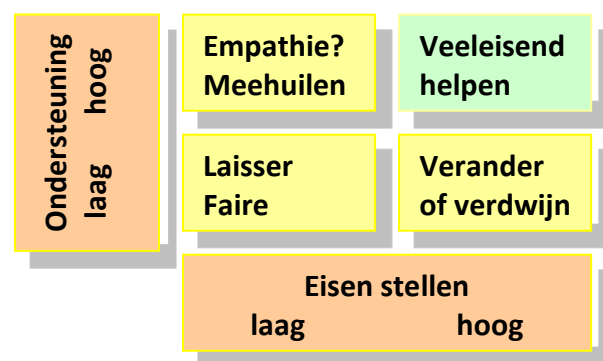 Ondersteuning
laag hoog
Empathie?
Meehuilen
Veeleisend
helpen
Laisser
Faire
Verander
of verdwijn
Eisen stellen
laag hoog